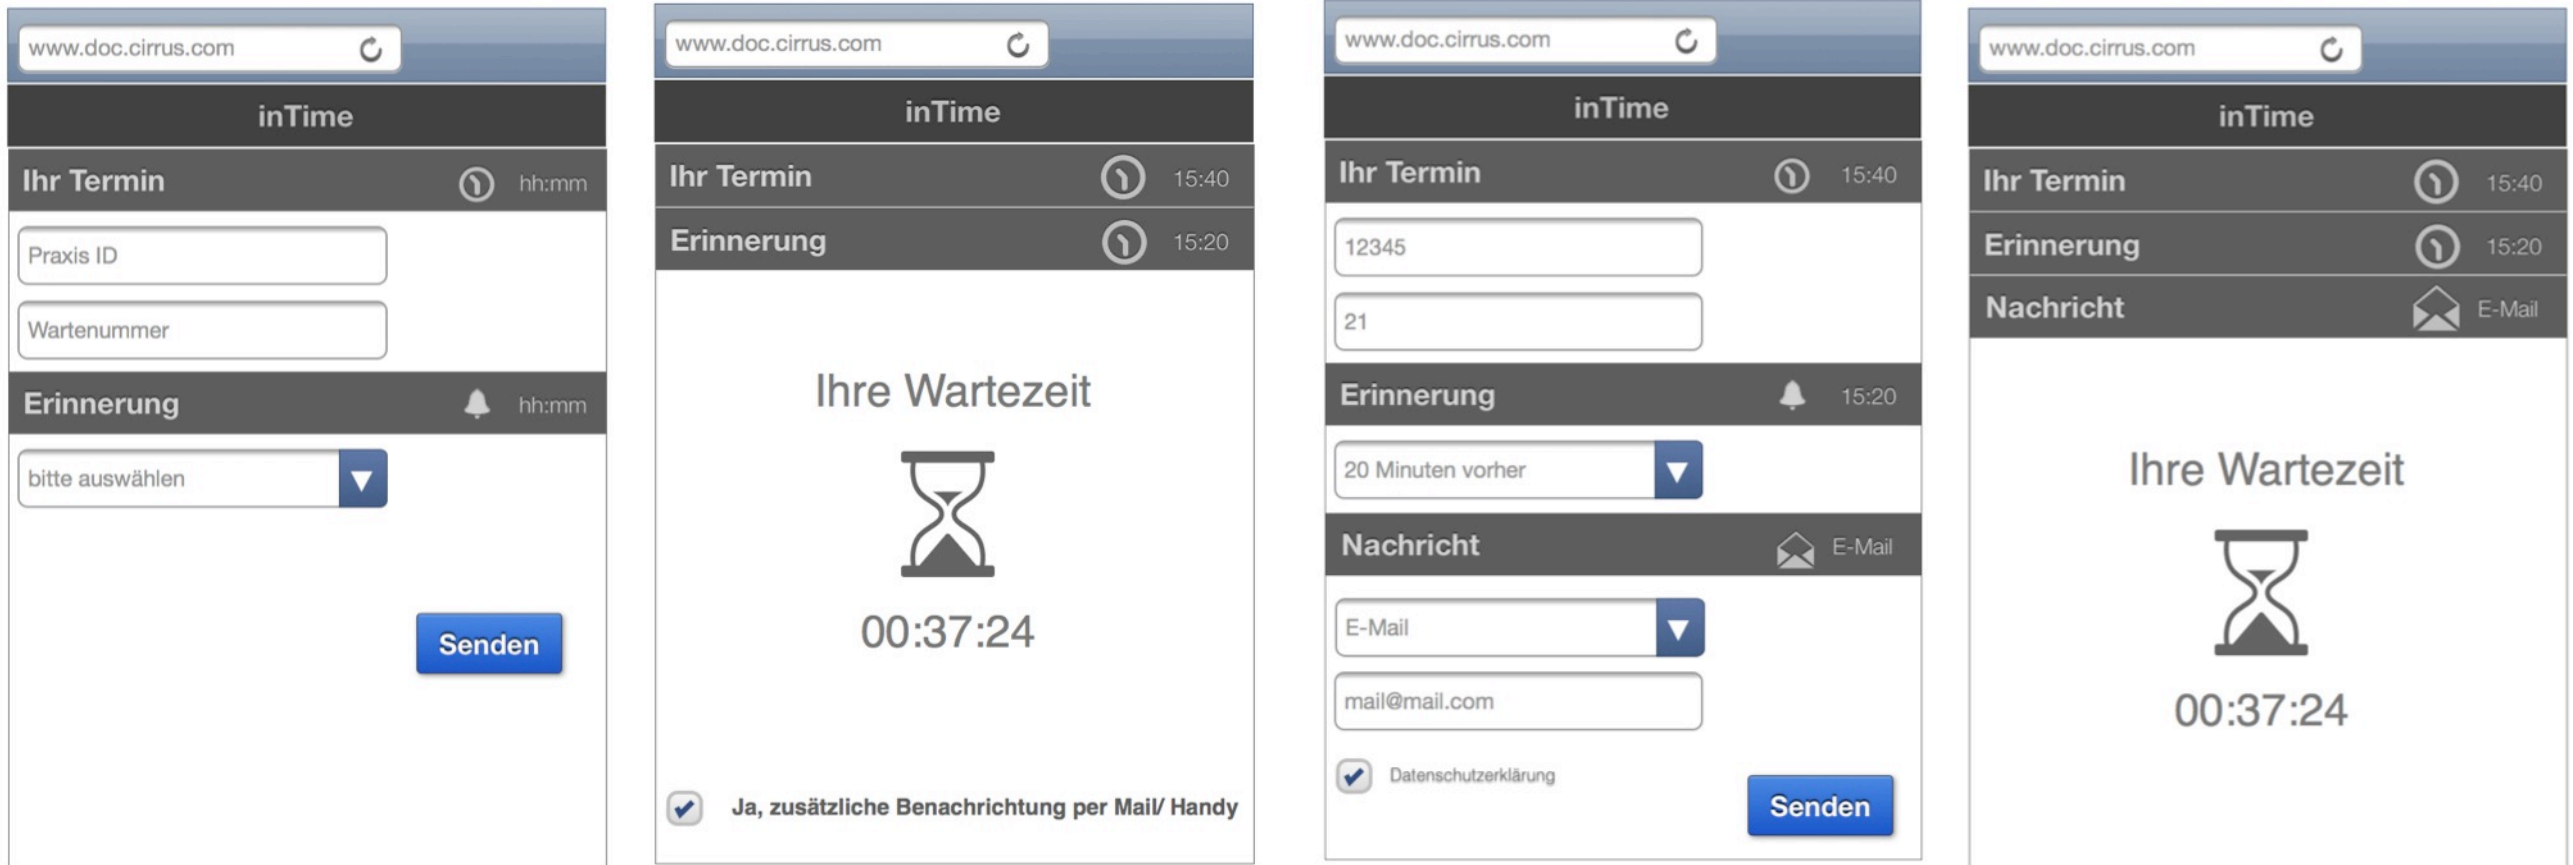 www.doc.cirrus.com
inTime
Ihr Termin hh:mm
Praxis ID
Wartenummer
Erinnerung hh:mm
bitte auswählen
Senden
www.doc.cirrus.com
inTime
Ihr Termin 15:40
Erinnerung 15:20
Ihre Wartezeit
00:37:24
Ja, zusätzliche Benachrichtung per Mail/ Handy
www.doc.cirrus.com
inTime
Ihr Termin 15:40
12345
21
Erinnerung 15:20
20 Minuten vorher
Nachricht E-Mail
E-Mail
mail@mail.com
Datenschutzerklärung
Senden
www.doc.cirrus.com
inTime
Ihr Termin 15:40
Erinnerung 15:20
Nachricht E-Mail
Ihre Wartezeit
00:37:24